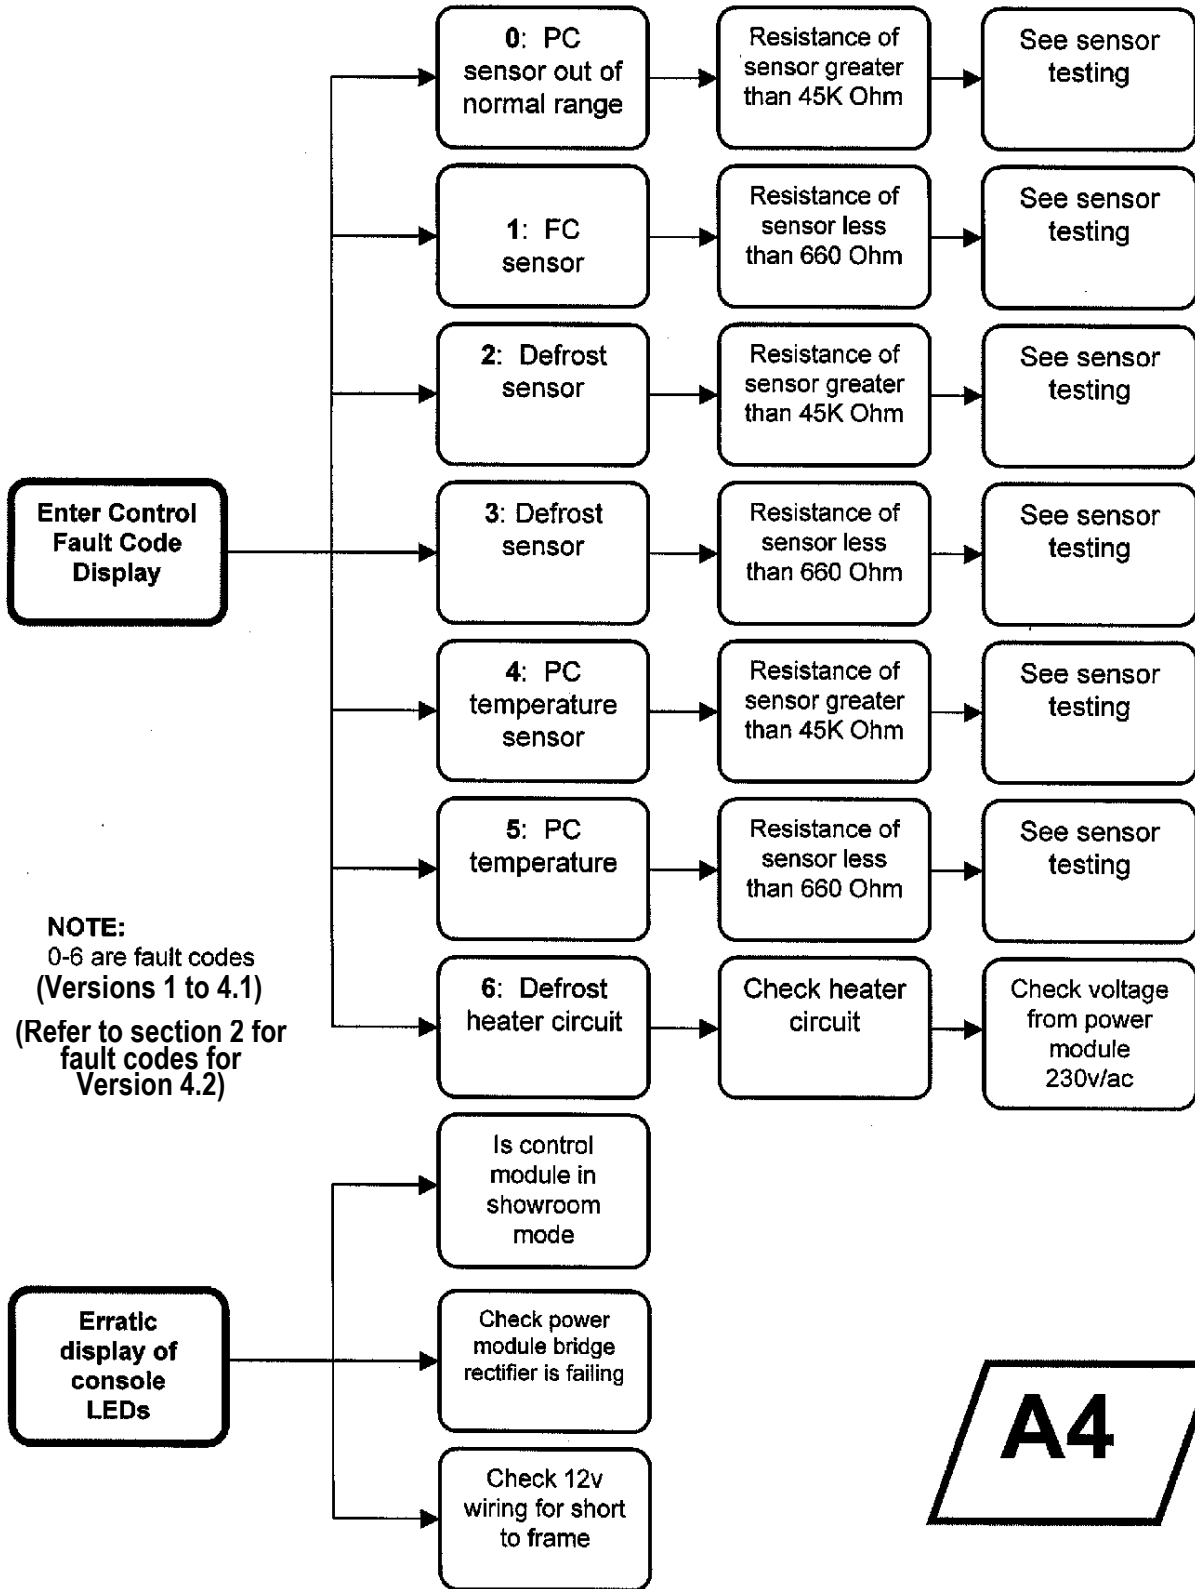 0: PC
sensor out of
normal range
Resistance of
sensor greater
than 45K Ohm
See sensor
testing
1: FC
sensor
Resistance of
sensor less
than 660 Ohm
See sensor
testing
2: Defrost
sensor
Resistance of
sensor greater
than 45K Ohm
See sensor
testing
Enter Control
Fault Code
Display
3: Defrost
sensor
Resistance of
sensor less
than 660 Ohm
See sensor
testing
4: PC
temperature
sensor
Resistance of
sensor greater
than 45K Ohm
See sensor
testing
5: PC
temperature
Resistance of
sensor less
than 660 Ohm
See sensor
testing
NOTE:
0-6 are fault codes
(Versions 1 to 4.1)
(Refer to section 2 for
fault codes for
Version 4.2)
6: Defrost
heater circuit
Check heater
circuit
Check voltage
from power
module
230v/ac
Is control
module in
showroom
mode
Erratic
display of
console
LEDs
Check power
module bridge
rectifier is failing
Check 12v
wiring for short
to frame
A4